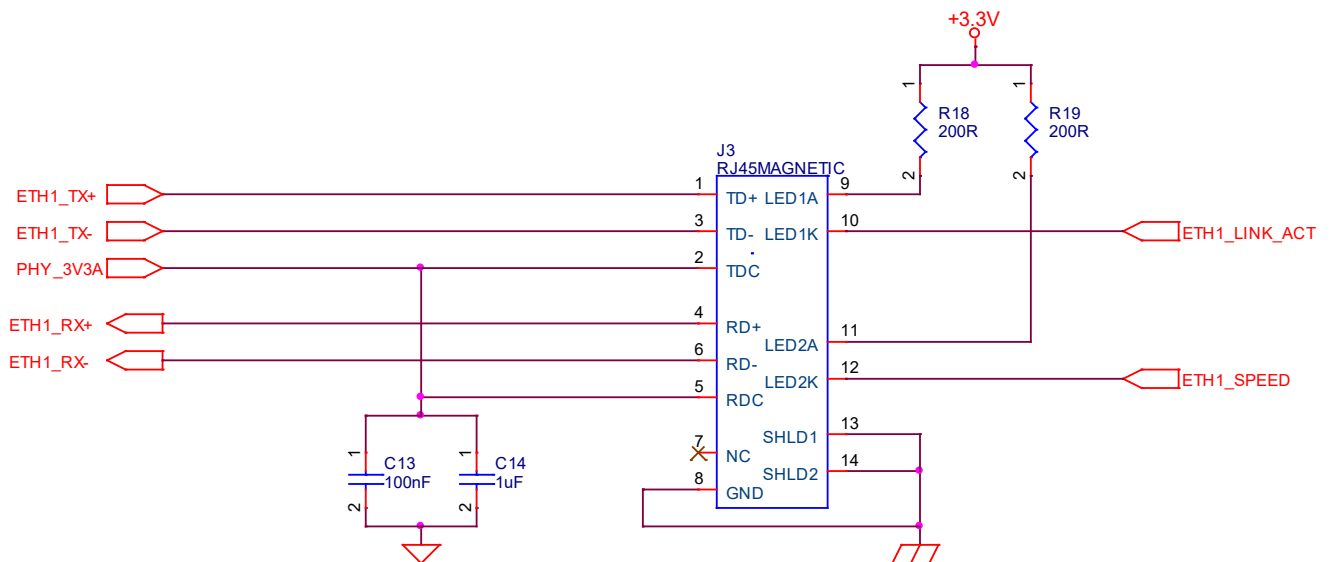 +3.3V
1
1
R18
200R
R19
200R
2
2
J3
RJ45MAGNETIC
ETH1_TX+
1
TD+
LED1A
9
ETH1_TX-
3
TD-
LED1K
10
ETH1_LINK_ACT
PHY_3V3A
2
TDC
ETH1_RX+
4
RD+
LED2A
11
ETH1_RX-
6
RD-
LED2K
12
ETH1_SPEED
5
RDC
SHLD1
13
7
NC
SHLD2
14
8
GND
1
C13
100nF
2
1
C14
1uF
2